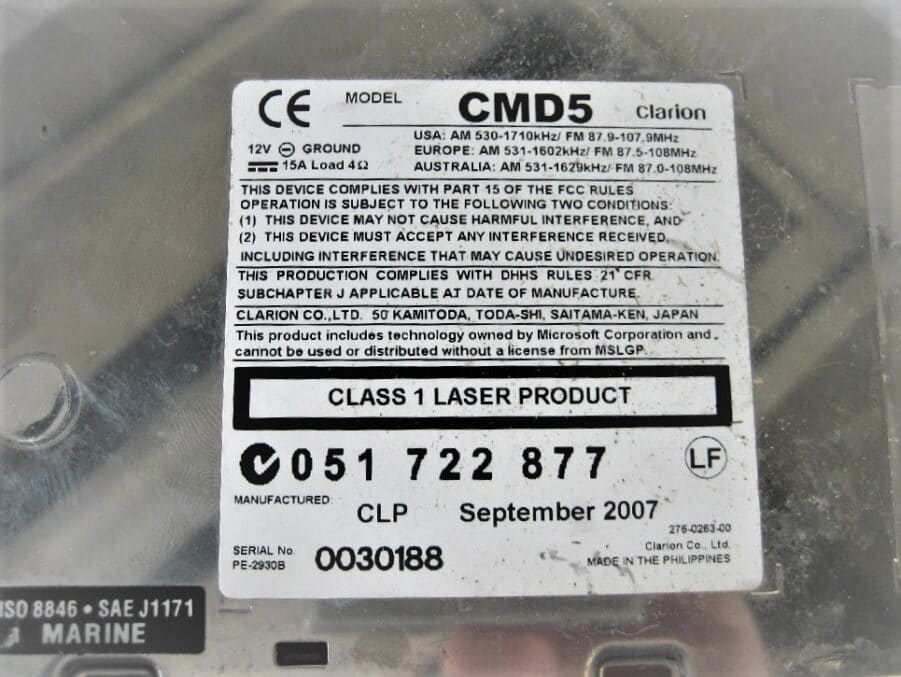 CE MODEL CMD5 Clarion
12V ⊖ GROUND
15A Load 4Ω
USA: AM 530-1710kHz/ FM 87.9-107.9MHz
EUROPE: AM 531-1602kHz/ FM 87.5-108MHz
AUSTRALIA: AM 531-1629kHz/ FM 87.0-108MHz
THIS DEVICE COMPLIES WITH PART 15 OF THE FCC RULES
OPERATION IS SUBJECT TO THE FOLLOWING TWO CONDITIONS:
(1) THIS DEVICE MAY NOT CAUSE HARMFUL INTERFERENCE, AND
(2) THIS DEVICE MUST ACCEPT ANY INTERFERENCE RECEIVED,
INCLUDING INTERFERENCE THAT MAY CAUSE UNDESIRED OPERATION.
THIS PRODUCTION COMPLIES WITH DHHS RULES 21 CFR
SUBCHAPTER J APPLICABLE AT DATE OF MANUFACTURE.
CLARION CO.,LTD. 50 KAMITODA, TODA-SHI, SAITAMA-KEN, JAPAN
This product includes technology owned by Microsoft Corporation and
cannot be used or distributed without a license from MSLGP.
CLASS 1 LASER PRODUCT
051 722 877 LF
MANUFACTURED
CLP September 2007
276-0263-00
SERIAL No. 0030188
PE-2930B
Clarion Co., Ltd.
MADE IN THE PHILIPPINES
ISO 8846 • SAE J1171
MARINE